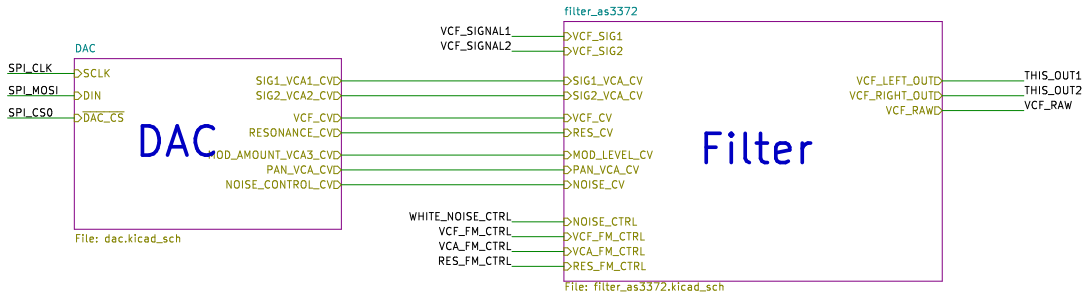 filter_as3372
VCF_SIGNAL1
VCF_SIG1
VCF_SIGNAL2
VCF_SIG2
DAC
SPI_CLK
SCLK
SIG1_VCA1_CV
SIG1_VCA_CV
VCF_LEFT_OUT
THIS_OUT1
SPI_MOSI
DIN
SIG2_VCA2_CV
SIG2_VCA_CV
VCF_RIGHT_OUT
THIS_OUT2
SPI_CS0
DAC_CS
VCF_CV
VCF_CV
VCF_RAW
VCF_RAW
RESONANCE_CV
RES_CV
DAC
Filter
MOD_AMOUNT_VCA3_CV
MOD_LEVEL_CV
PAN_VCA_CV
PAN_VCA_CV
NOISE_CONTROL_CV
NOISE_CV
WHITE_NOISE_CTRL
NOISE_CTRL
VCF_FM_CTRL
VCF_FM_CTRL
File: dac.kicad_sch
VCA_FM_CTRL
VCA_FM_CTRL
RES_FM_CTRL
RES_FM_CTRL
File: filter_as3372.kicad_sch